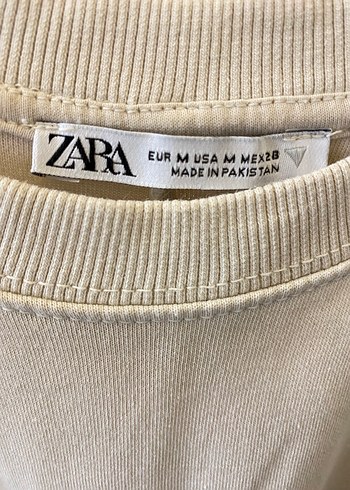 ZARA
EUR M USA M MEX 28
MADE IN PAKISTAN